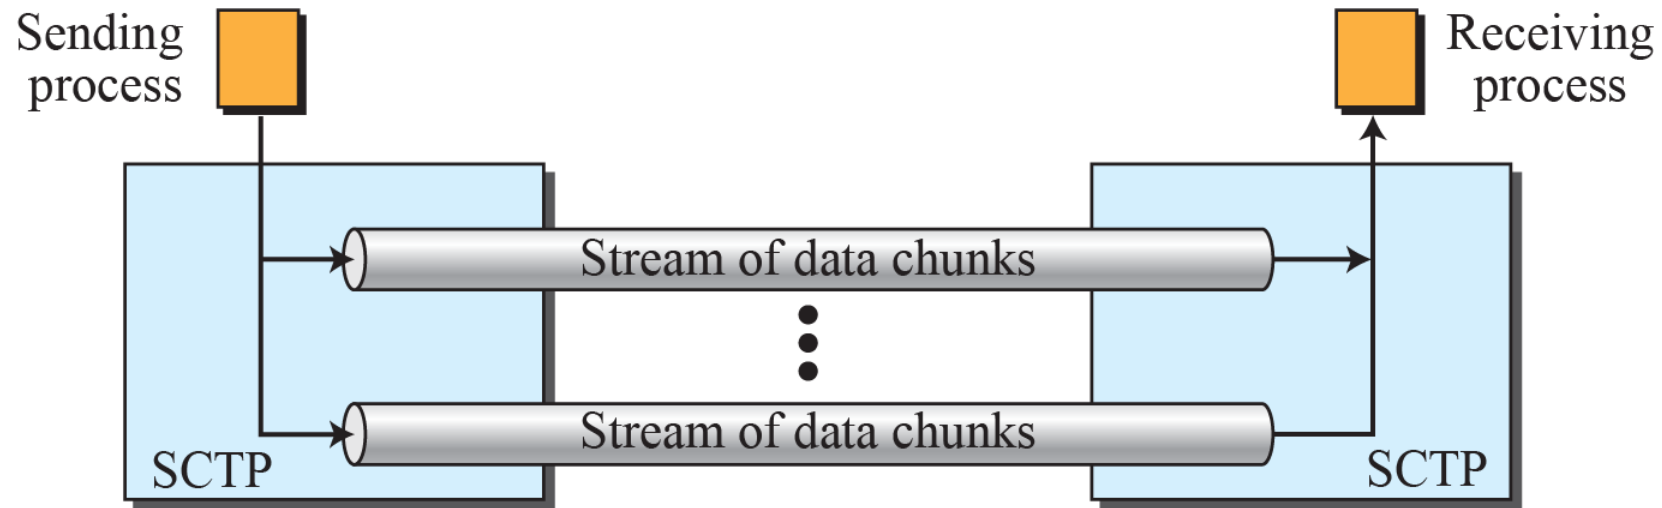 Sending
process
Receiving
process
Stream of data chunks
Stream of data chunks
SCTP
SCTP